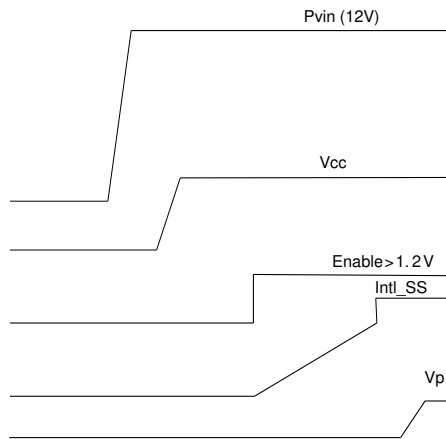 Pvin (12V)
Vcc
Enable>1.2V
Intl_SS
Vp